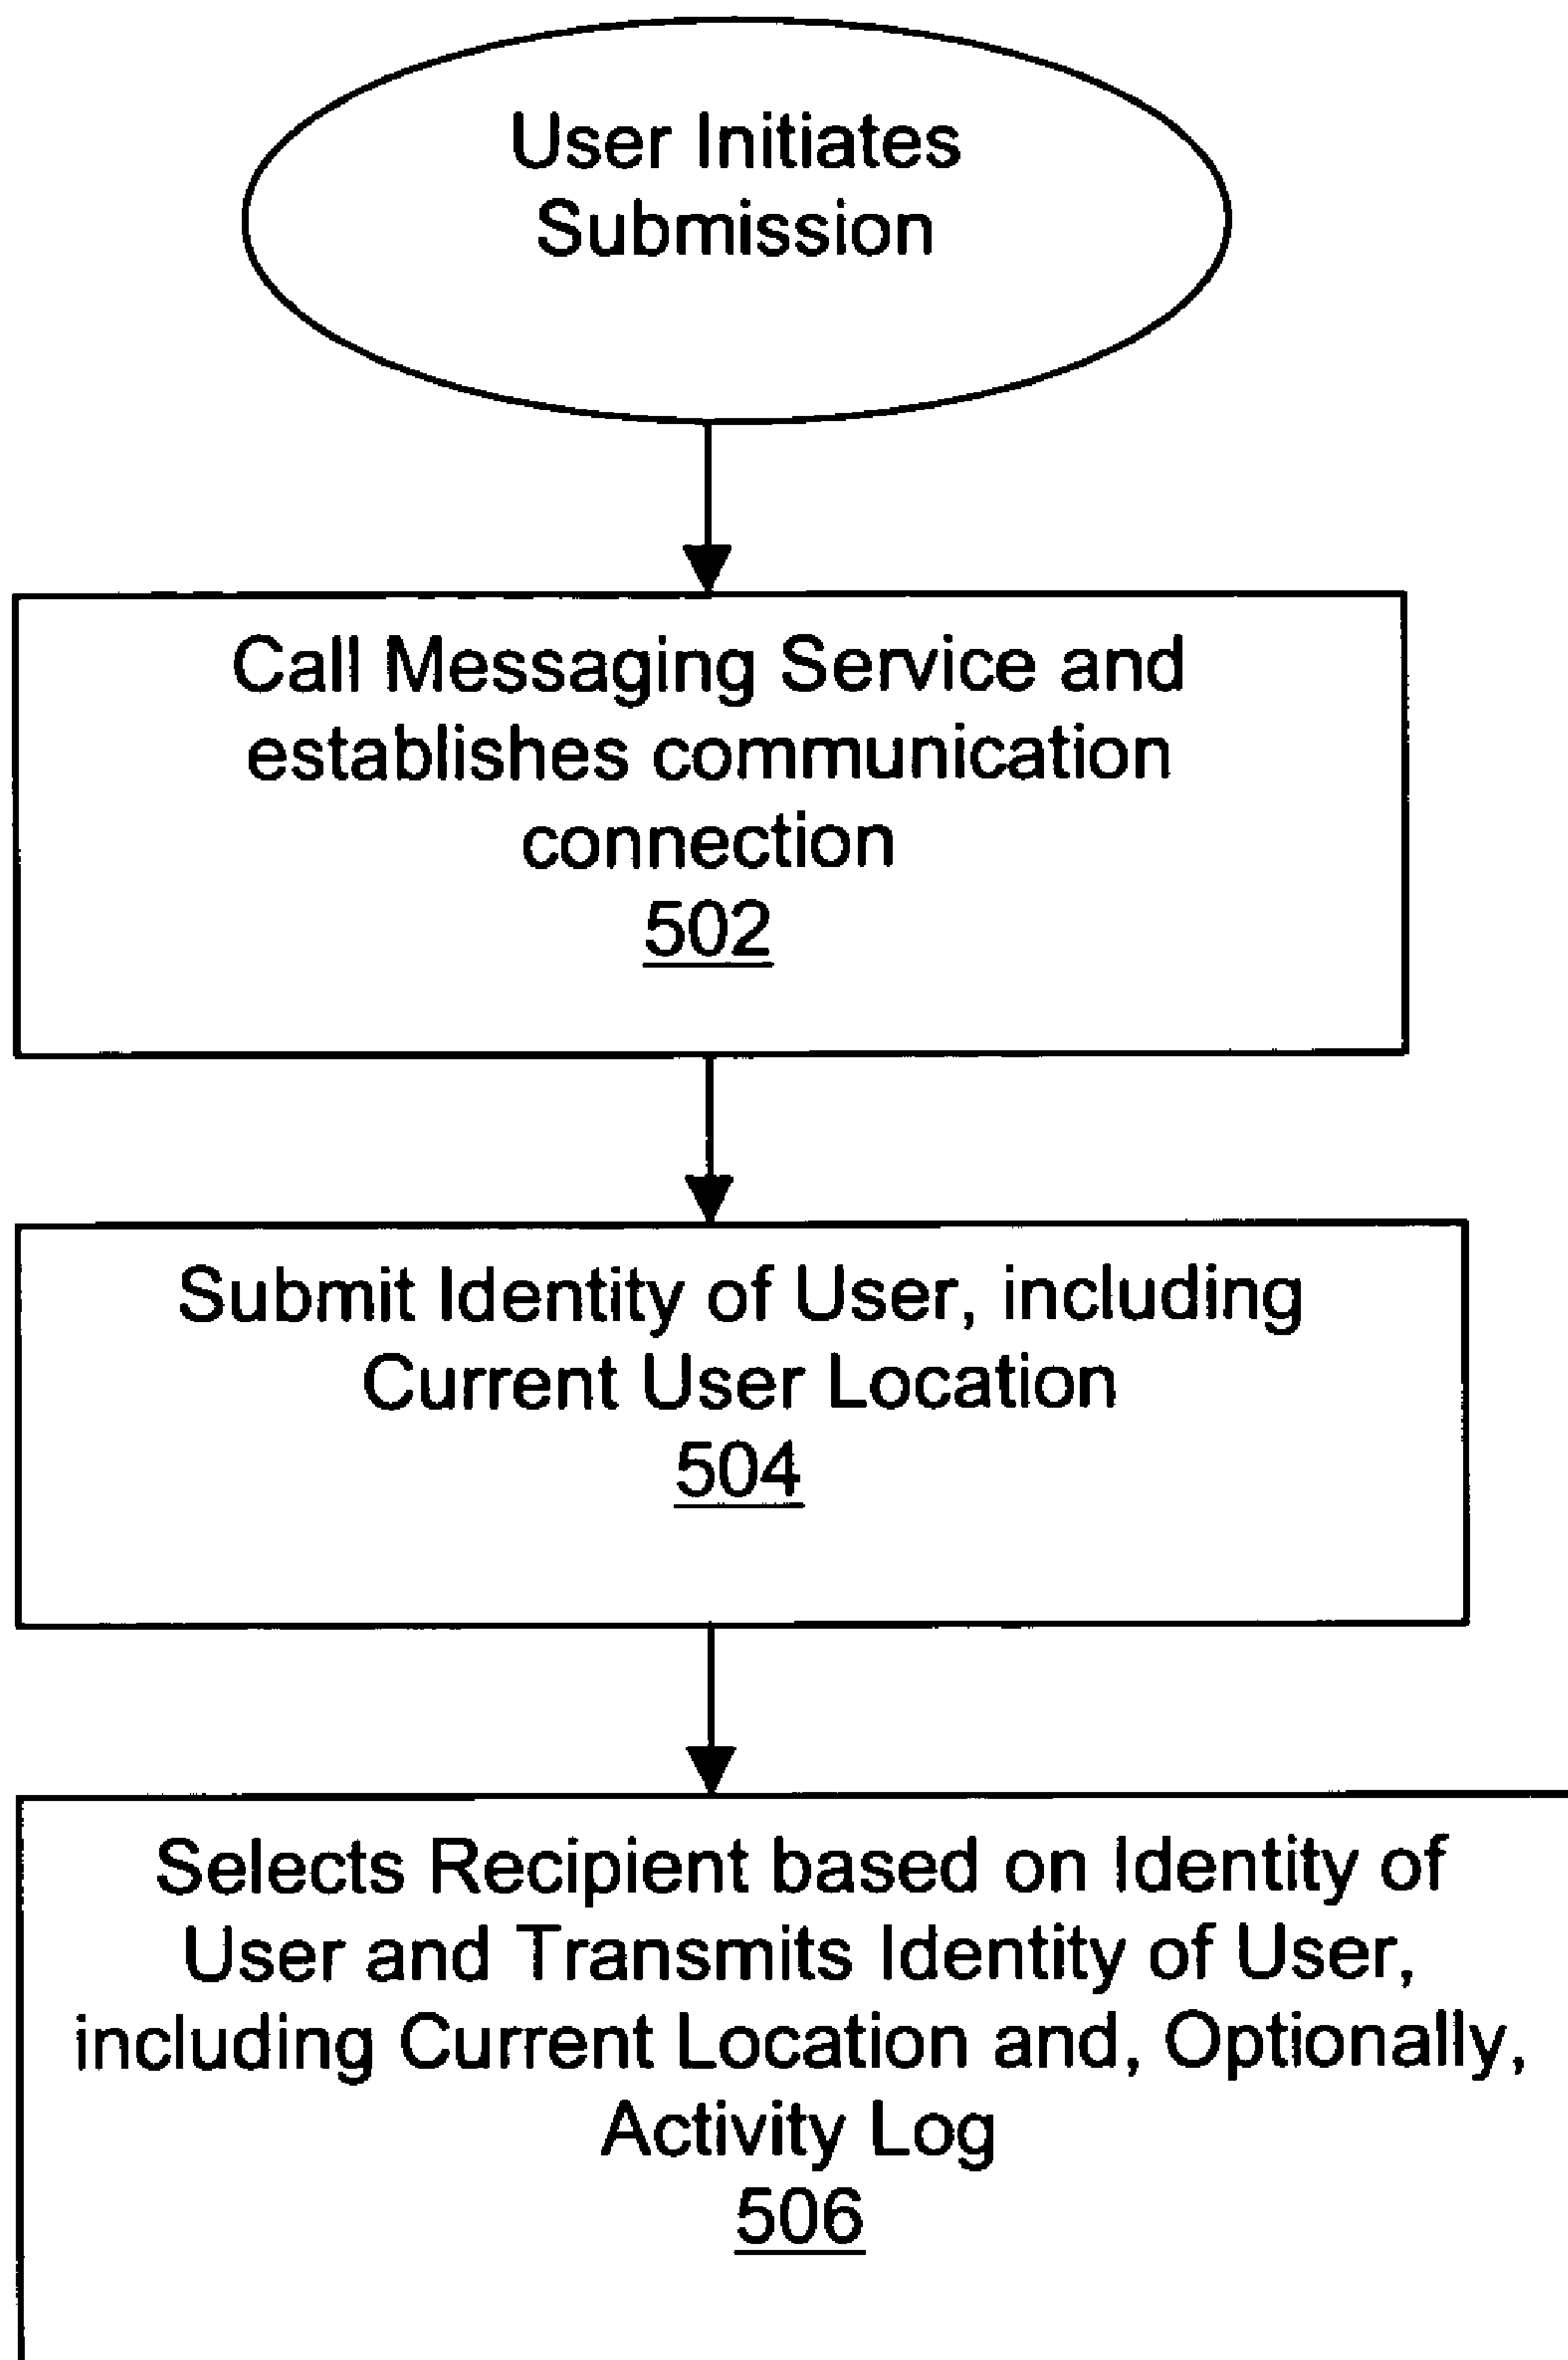 User Initiates
Submission
Call Messaging Service and
establishes communication
connection
502
Submit Identity of User, including
Current User Location
504
Selects Recipient based on Identity of
User and Transmits Identity of User,
including Current Location and, Optionally,
Activity Log
506